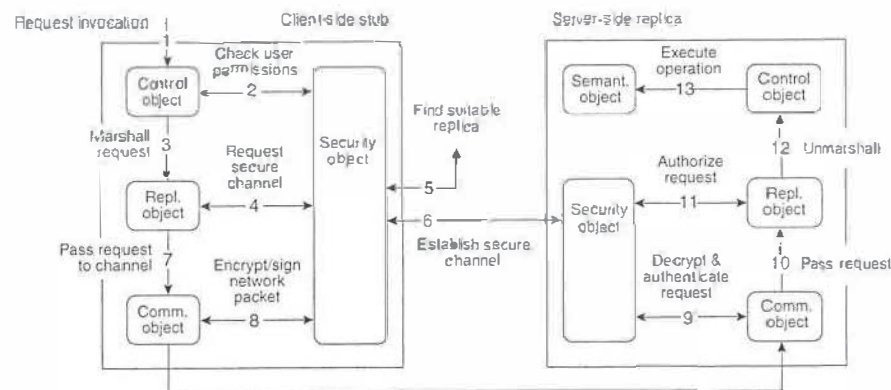 Request invocation
Client-side stub
Server-side replica
1
Check user
permissions
Control
object
2
Marshall
request
3
Request
secure
channel
Security
object
Find suitable
replica
Repl.
object
4
5
6
Establish secure
channel
Pass request
to channel
7
Encrypt/sign
network
packet
Comm.
object
8
Execute
operation
Semant.
object
13
Control
object
12
Unmarshall
Authorize
request
Security
object
11
Repl.
object
10
Pass request
Decrypt &
authenticate
request
9
Comm.
object